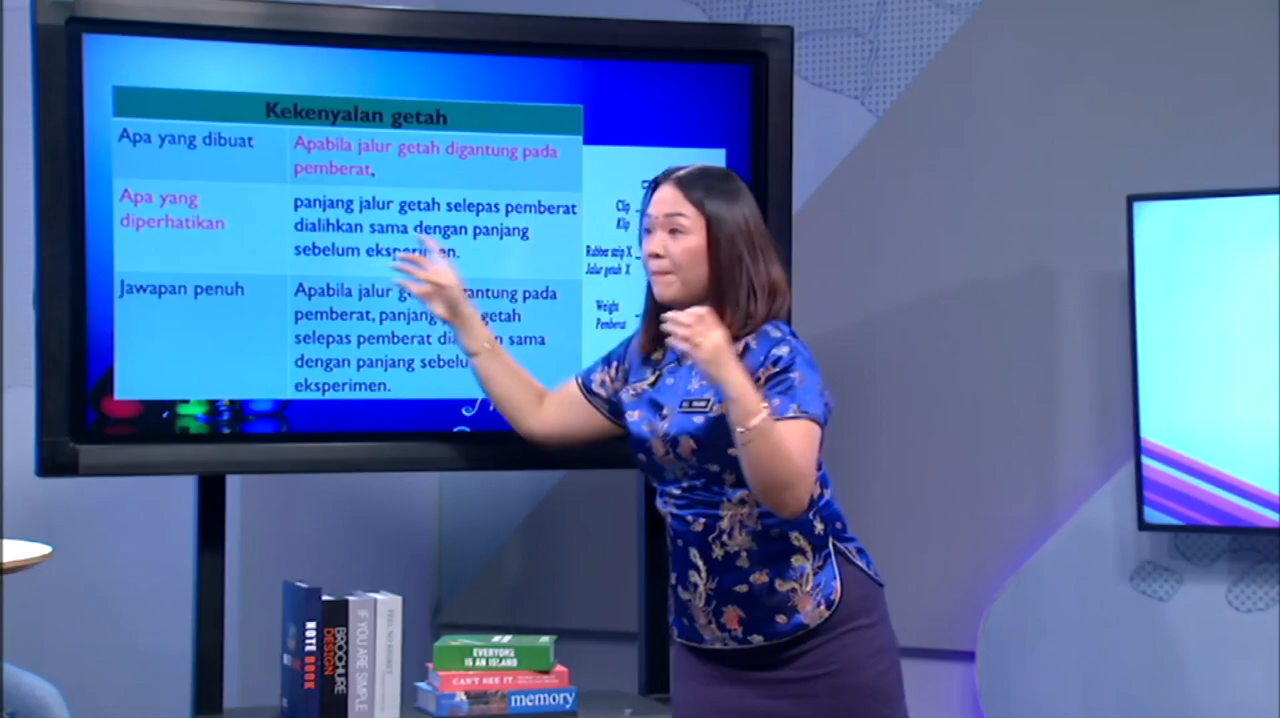 Kekenyalan getah
Apa yang dibuat
Apabila jalur getah digantung pada
pemberat,
Apa yang
diperhatikan
panjang jalur getah selepas pemberat
dialihkan sama dengan panjang
sebelum eksperimen.
Jawapan penuh
Apabila jalur pada
pemberat, panjang getah
selepas pemberat sama
dengan panjang
eksperimen.
Clip
Klip
Rubber strip X
Jalur getah X
Weight
Pemberat
NOTE BOOK
BROCHURE DESIGN
IF YOU ARE SIMPLE
EVERYONE
IS AN ISLAND
CAN'T SEE IT
memory